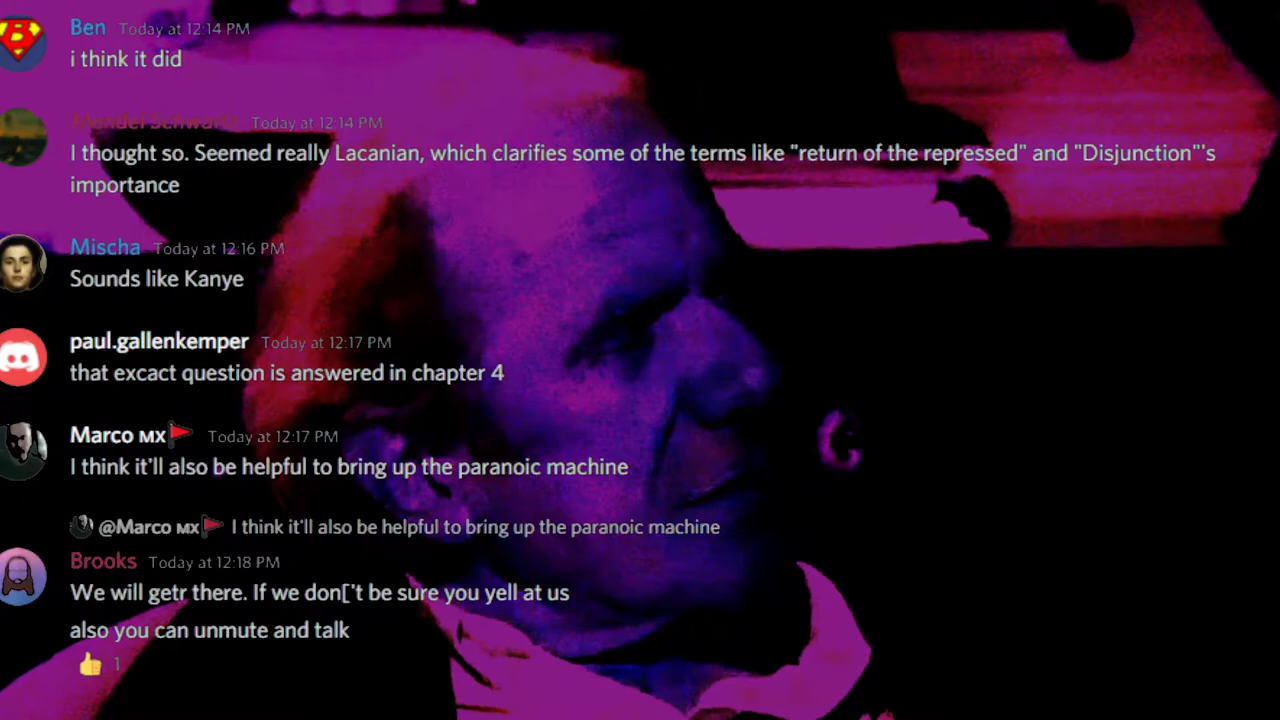 Ben Today at 12:14 PM
i think it did
Mendel Schwartz Today at 12:14 PM
I thought so. Seemed really Lacanian, which clarifies some of the terms like "return of the repressed" and "Disjunction"'s
importance
Mischa Today at 12:16 PM
Sounds like Kanye
paul.gallenkemper Today at 12:17 PM
that excact question is answered in chapter 4
Marco ᴍx🚩 Today at 12:17 PM
I think it'll also be helpful to bring up the paranoic machine
@Marco ᴍx🚩 I think it'll also be helpful to bring up the paranoic machine
Brooks Today at 12:18 PM
We will getr there. If we don['t be sure you yell at us
also you can unmute and talk
👍 1